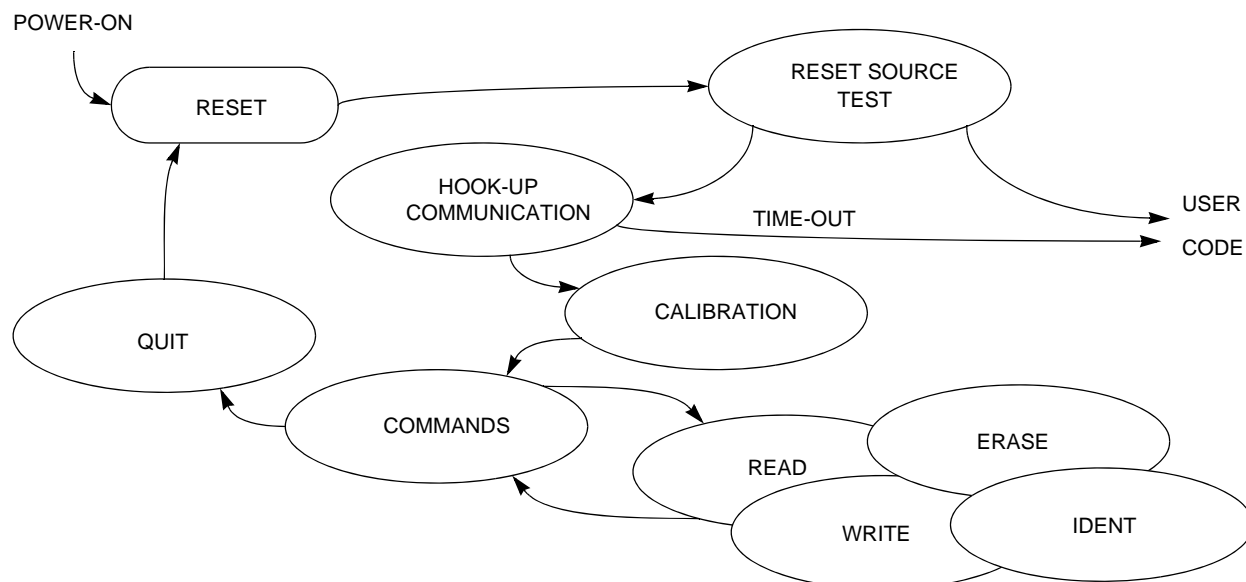 POWER-ON
RESET
RESET SOURCE
TEST
HOOK-UP
COMMUNICATION
TIME-OUT
USER
CODE
CALIBRATION
QUIT
COMMANDS
READ
ERASE
WRITE
IDENT